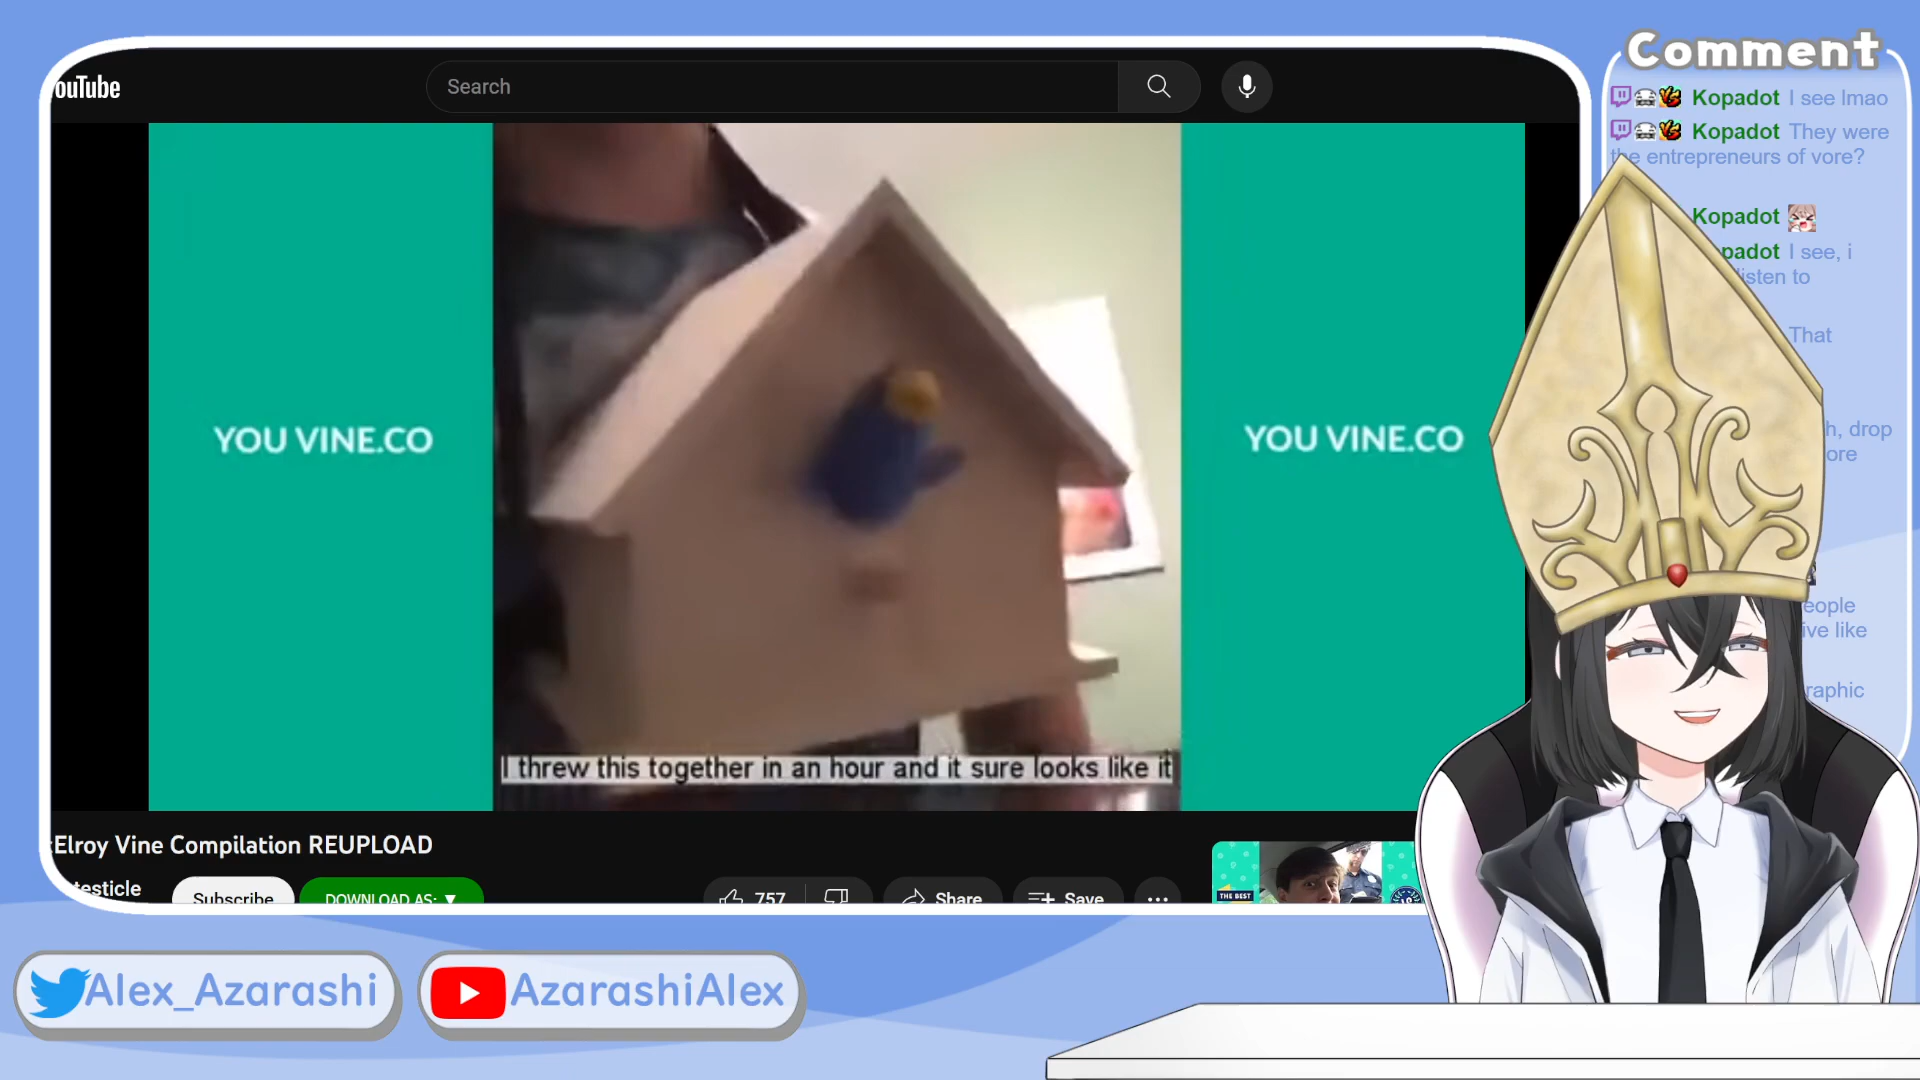 ouTube
Search
YOU VINE.CO
YOU VINE.CO
I threw this together in an hour and it sure looks like it
Elroy Vine Compilation REUPLOAD
testicle
Subscribe
DOWNLOAD AS: ▼
757
Share
Save
THE BEST
Comment
Kopadot I see lmao
Kopadot They were
the entrepreneurs of vore?
Kopadot
padot I see, i
listen to
That
h, drop
ore
eople
ive like
raphic
Alex_Azarashi
AzarashiAlex